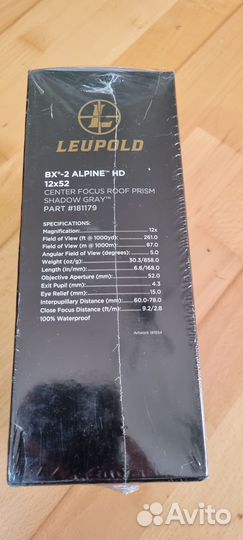 LEUPOLD
BX®-2 ALPINE™ HD
12x52
CENTER FOCUS ROOF PRISM
SHADOW GRAY™
PART #181179
SPECIFICATIONS:
Magnification: 12x
Field of View (ft @ 1000yd): 261.0
Field of View (m @ 1000m): 87.0
Angular Field of View (degrees): 5.0
Weight (oz/g): 30.3/858.0
Length (in/mm): 6.6/168.0
Objective Aperture (mm): 52.0
Exit Pupil (mm): 4.3
Eye Relief (mm): 15.0
Interpupillary Distance (mm): 60.0-78.0
Close Focus Distance (ft/m): 9.2/2.8
100% Waterproof
Avito